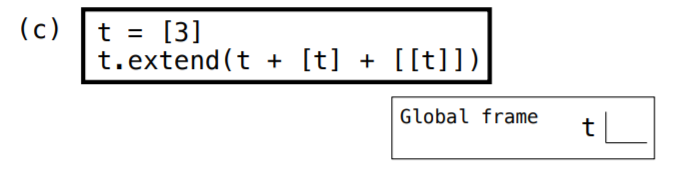 (c)
t = [3]
t.extend(t + [t] + [[t]])
Global frame
t